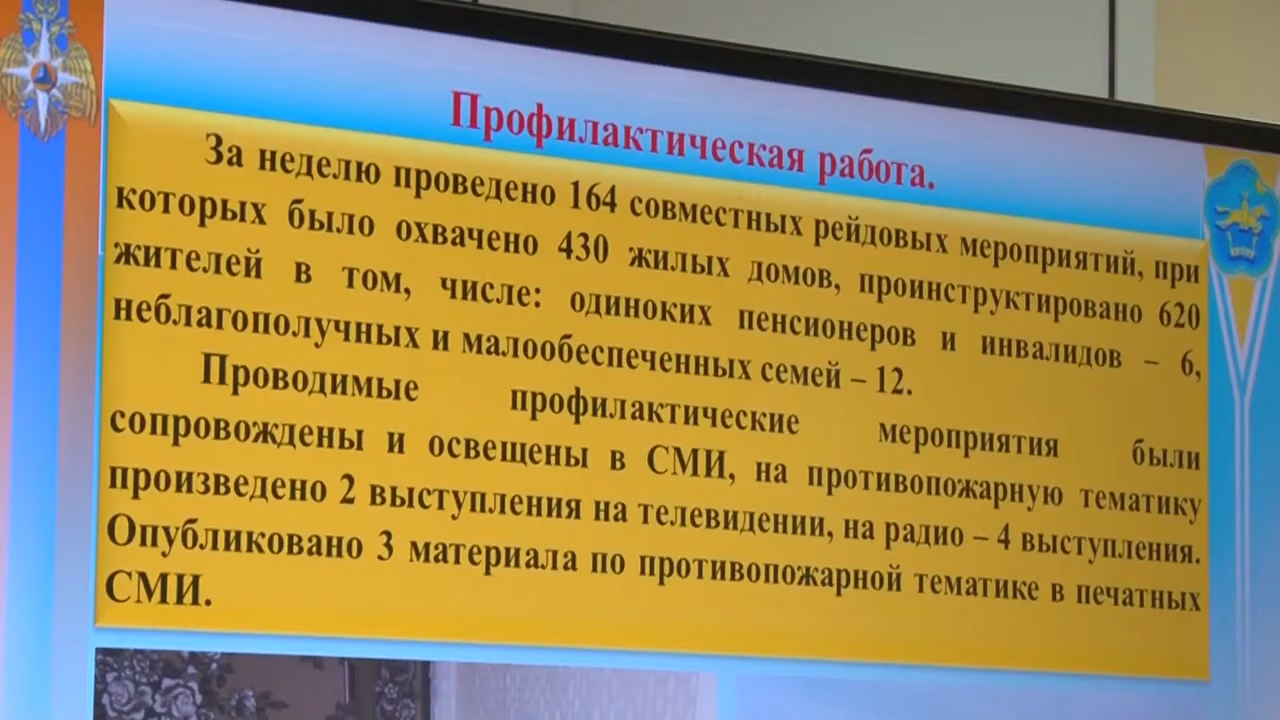 Профилактическая работа.
За неделю проведено 164 совместных рейдовых мероприятий, при
которых было охвачено 430 жилых домов, проинструктировано 620
жителей в том, числе: одиноких пенсионеров и инвалидов – 6,
неблагополучных и малообеспеченных семей – 12.
Проводимые профилактические мероприятия были
сопровождены и освещены в СМИ, на противопожарную тематику
произведено 2 выступления на телевидении, на радио – 4 выступления.
Опубликовано 3 материала по противопожарной тематике в печатных
СМИ.